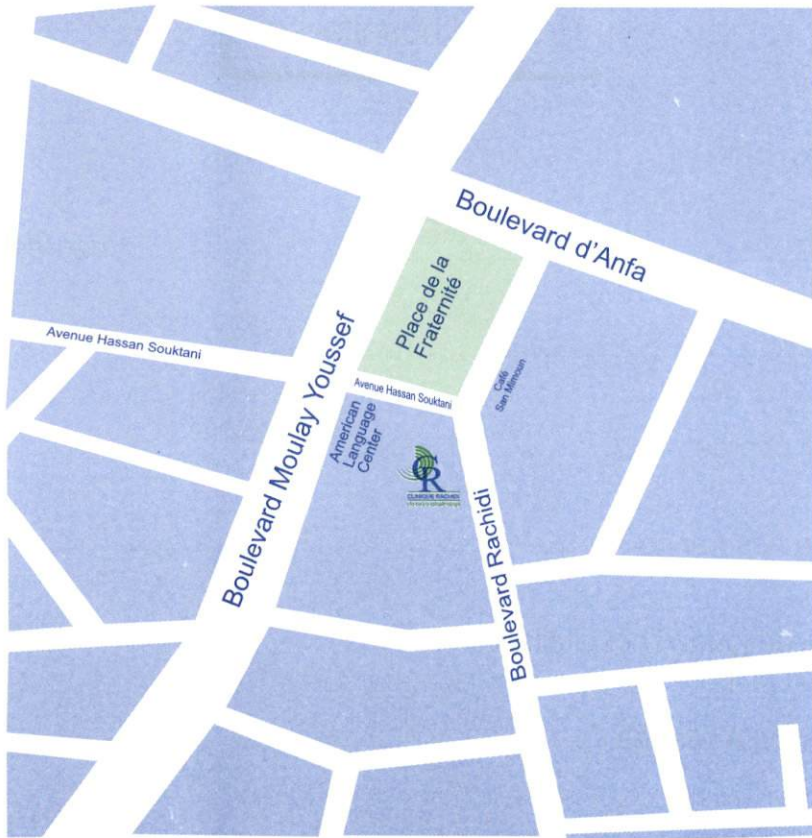 Boulevard d'Anfa
Place de la
Fraternité
Avenue Hassan Souktani
Boulevard Moulay Youssef
Avenue Hassan Souktani
Café
San Mimoun
American
Language
Center
CR
CLINIQUE RACHIDI
Boulevard Rachidi